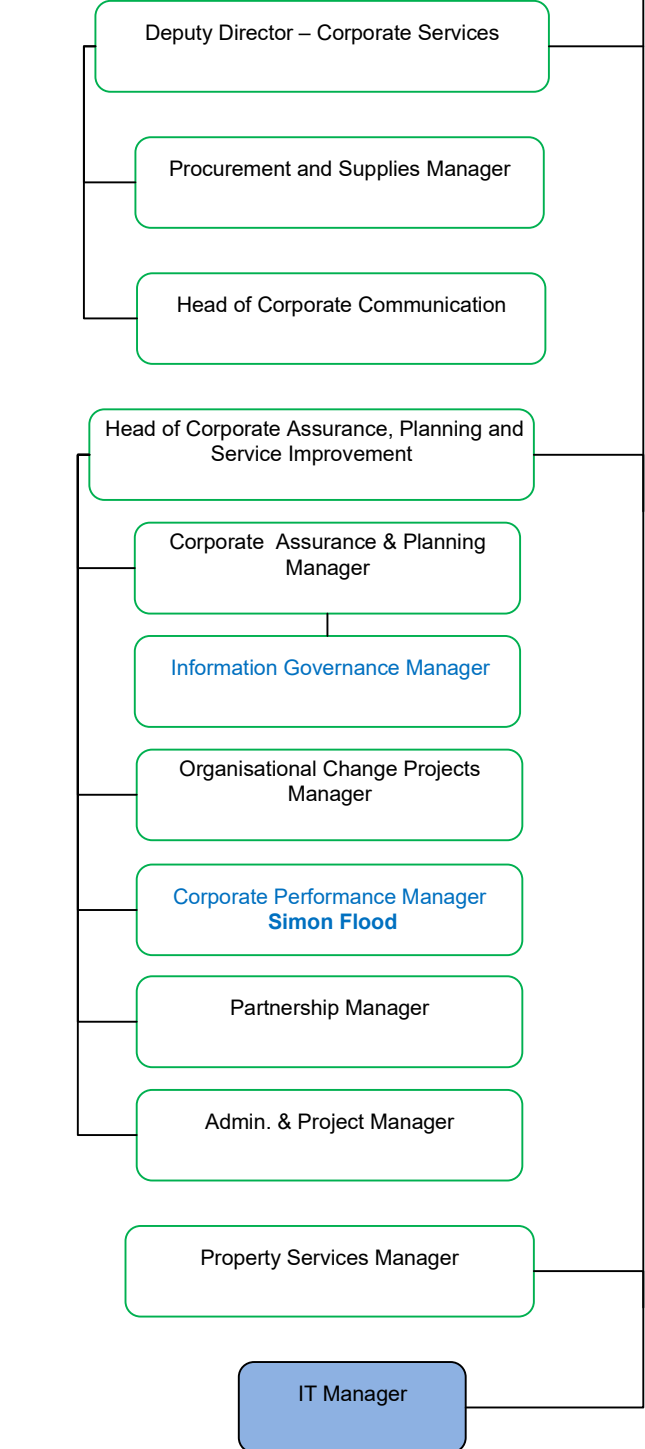 Deputy Director – Corporate Services
Procurement and Supplies Manager
Head of Corporate Communication
Head of Corporate Assurance, Planning and
Service Improvement
Corporate  Assurance & Planning
Manager
Information Governance Manager
Organisational Change Projects
Manager
Corporate Performance Manager
Simon Flood
Partnership Manager
Admin. & Project Manager
Property Services Manager
IT Manager